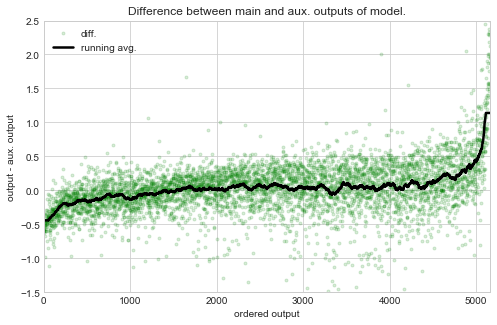 Difference between main and aux. outputs of model.
diff.
running avg.
output - aux. output
2.5
2.0
1.5
1.0
0.5
0.0
−0.5
−1.0
−1.5
0 1000 2000 3000 4000 5000
ordered output